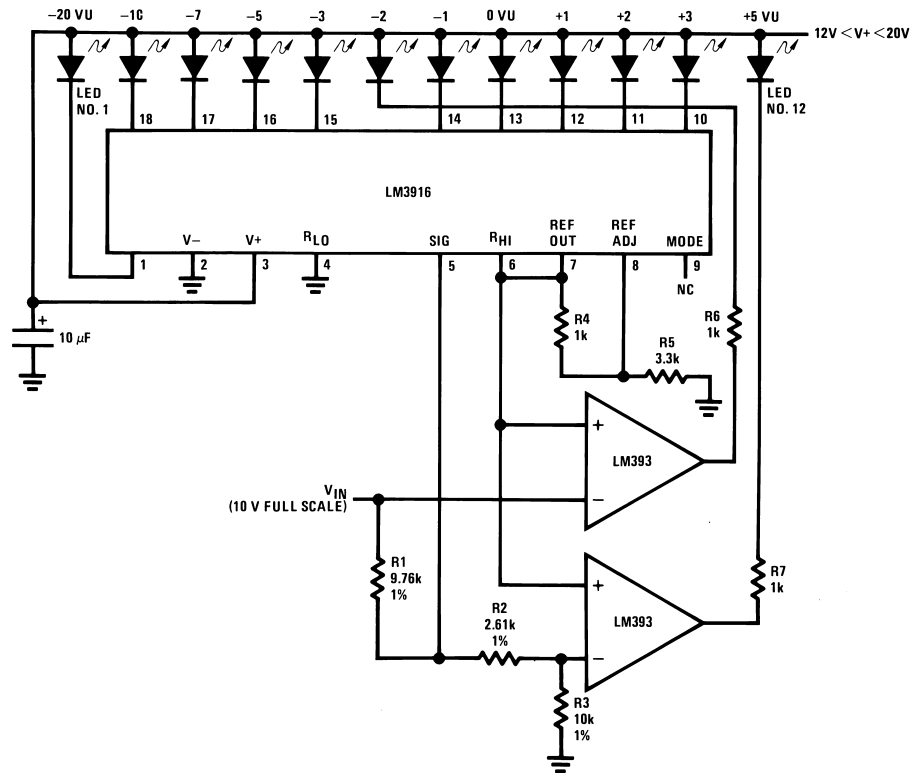 −20 VU −1C −7 −5 −3 −2 −1 0 VU +1 +2 +3 +5 VU
12V < V+ < 20V
LED
NO. 1
LED
NO. 12
18 17 16 15 14 13 12 11 10
LM3916
V− V+ RLO SIG RHI REF
OUT REF
ADJ MODE
1 2 3 4 5 6 7 8 9
NC
+
10 μF
R4
1k
R5
3.3k
R6
1k
+
LM393
−
VIN
(10 V FULL SCALE)
R1
9.76k
1%
R2
2.61k
1%
+
LM393
−
R7
1k
R3
10k
1%